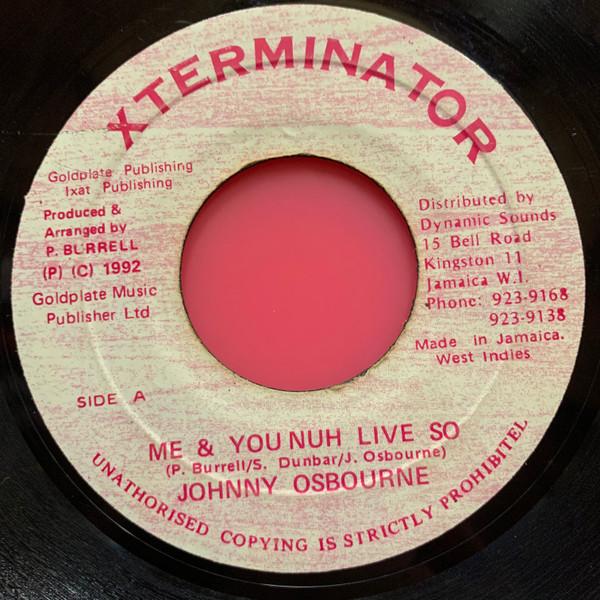 XTERMINATOR
Goldplate Publishing
Ixat Publishing
Produced &
Arranged by
P. BURRELL
(P) (C) 1992
Goldplate Music
Publisher Ltd
Distributed by
Dynamic Sounds
15 Bell Road
Kingston 11
Jamaica W.I.
Phone: 923-9168
923-9138
Made in Jamaica.
West Indies
SIDE A
ME & YOU NUH LIVE SO
(P. Burrell/S. Dunbar/J. Osbourne)
JOHNNY OSBOURNE
UNATHORISED COPYING IS STRICTLY PROHIBITEL